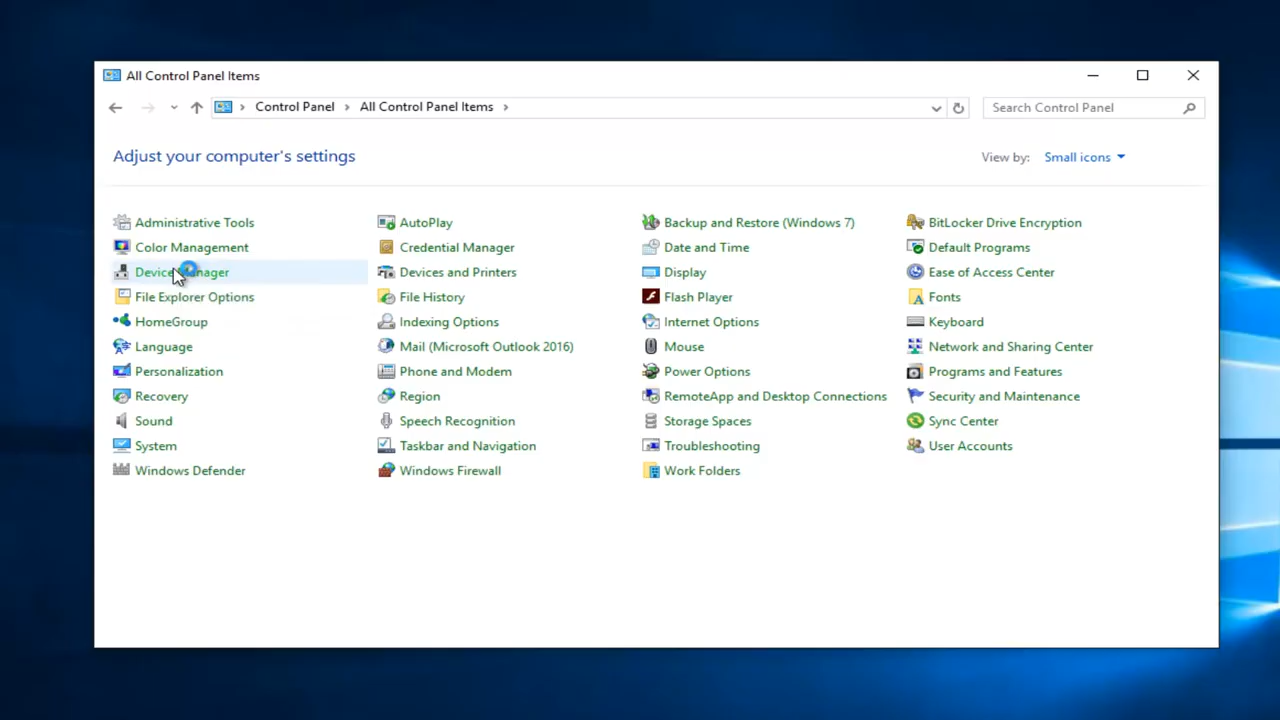 All Control Panel Items
Control Panel All Control Panel Items
Search Control Panel
Adjust your computer's settings
View by: Small icons
Administrative Tools
Color Management
Device Manager
File Explorer Options
HomeGroup
Language
Personalization
Recovery
Sound
System
Windows Defender
AutoPlay
Credential Manager
Devices and Printers
File History
Indexing Options
Mail (Microsoft Outlook 2016)
Phone and Modem
Region
Speech Recognition
Taskbar and Navigation
Windows Firewall
Backup and Restore (Windows 7)
Date and Time
Display
Flash Player
Internet Options
Mouse
Power Options
RemoteApp and Desktop Connections
Storage Spaces
Troubleshooting
Work Folders
BitLocker Drive Encryption
Default Programs
Ease of Access Center
Fonts
Keyboard
Network and Sharing Center
Programs and Features
Security and Maintenance
Sync Center
User Accounts